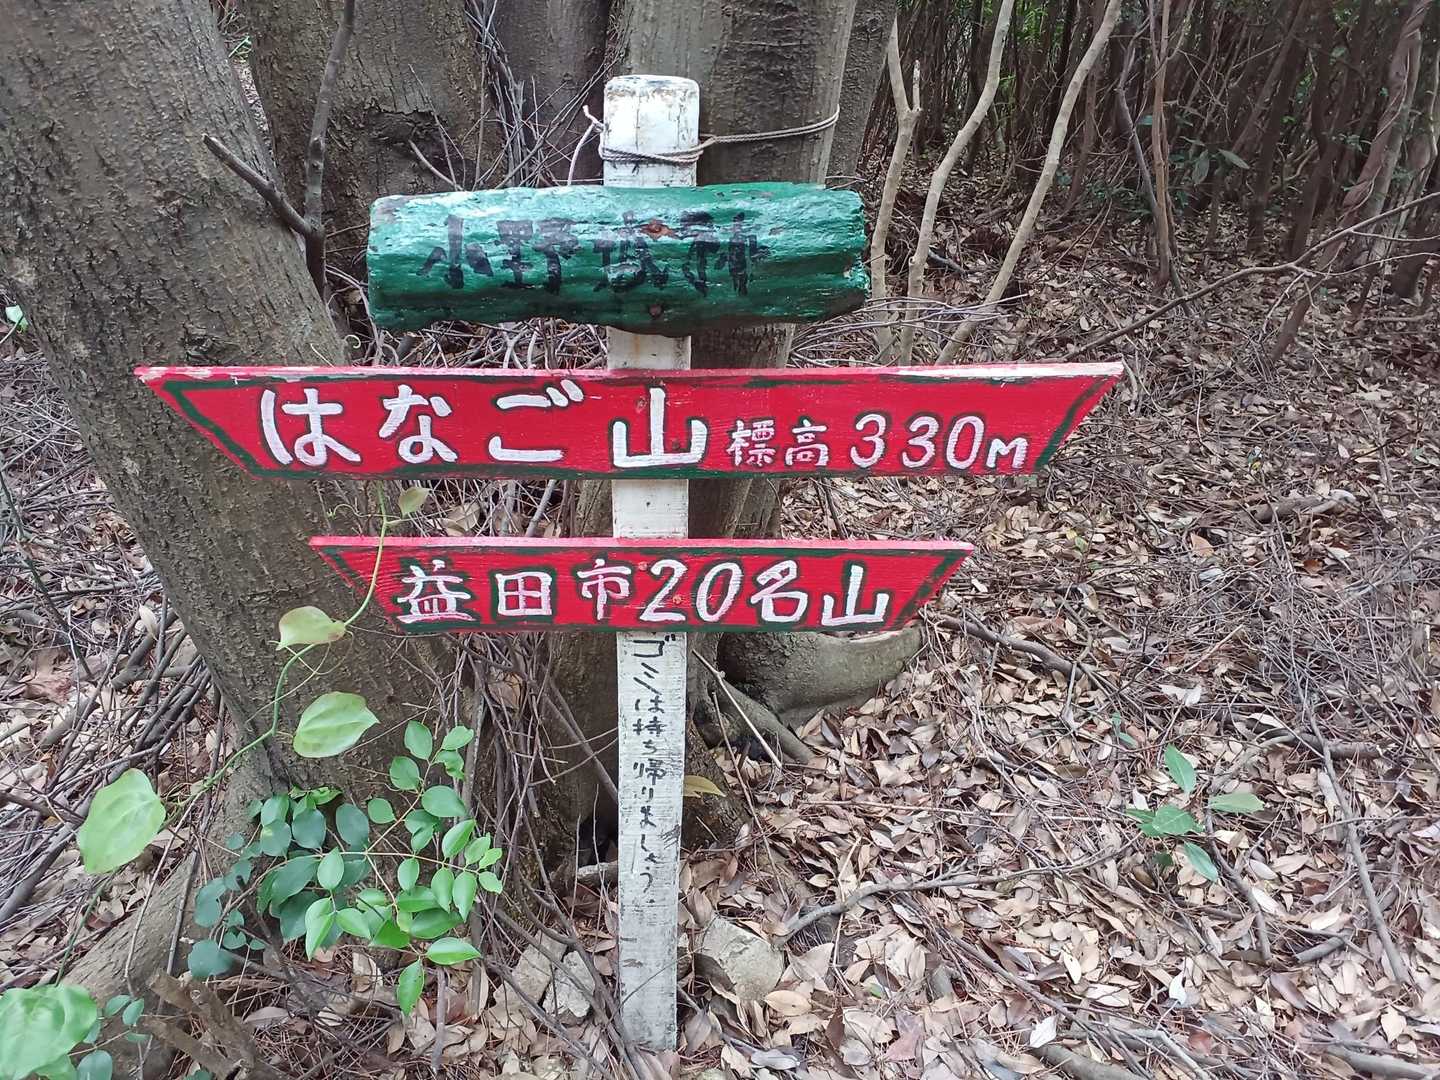 小野城跡
はなご山 標高330m
益田市20名山
ゴミは持ち帰りましょう